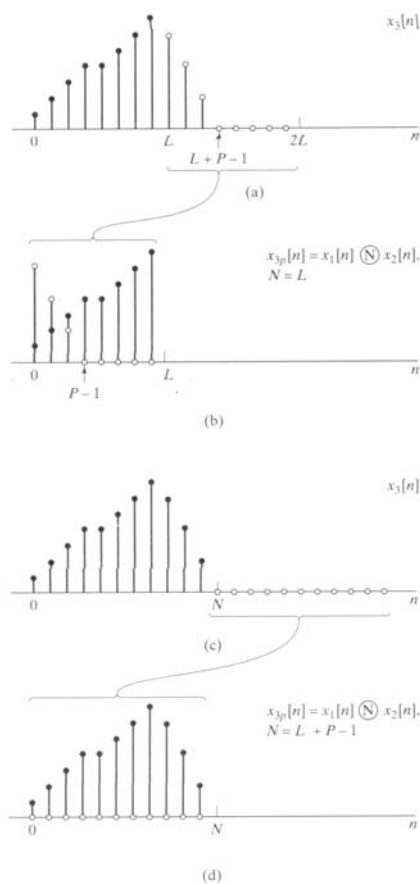 x₃[n]
0 L 2L n
L + P – 1
(a)
x₃ₚ[n] = x₁[n] Ⓝ x₂[n],
N = L
0 L n
P – 1
(b)
x₃[n]
0 N n
(c)
x₃ₚ[n] = x₁[n] Ⓝ x₂[n],
N = L + P – 1
0 N n
(d)